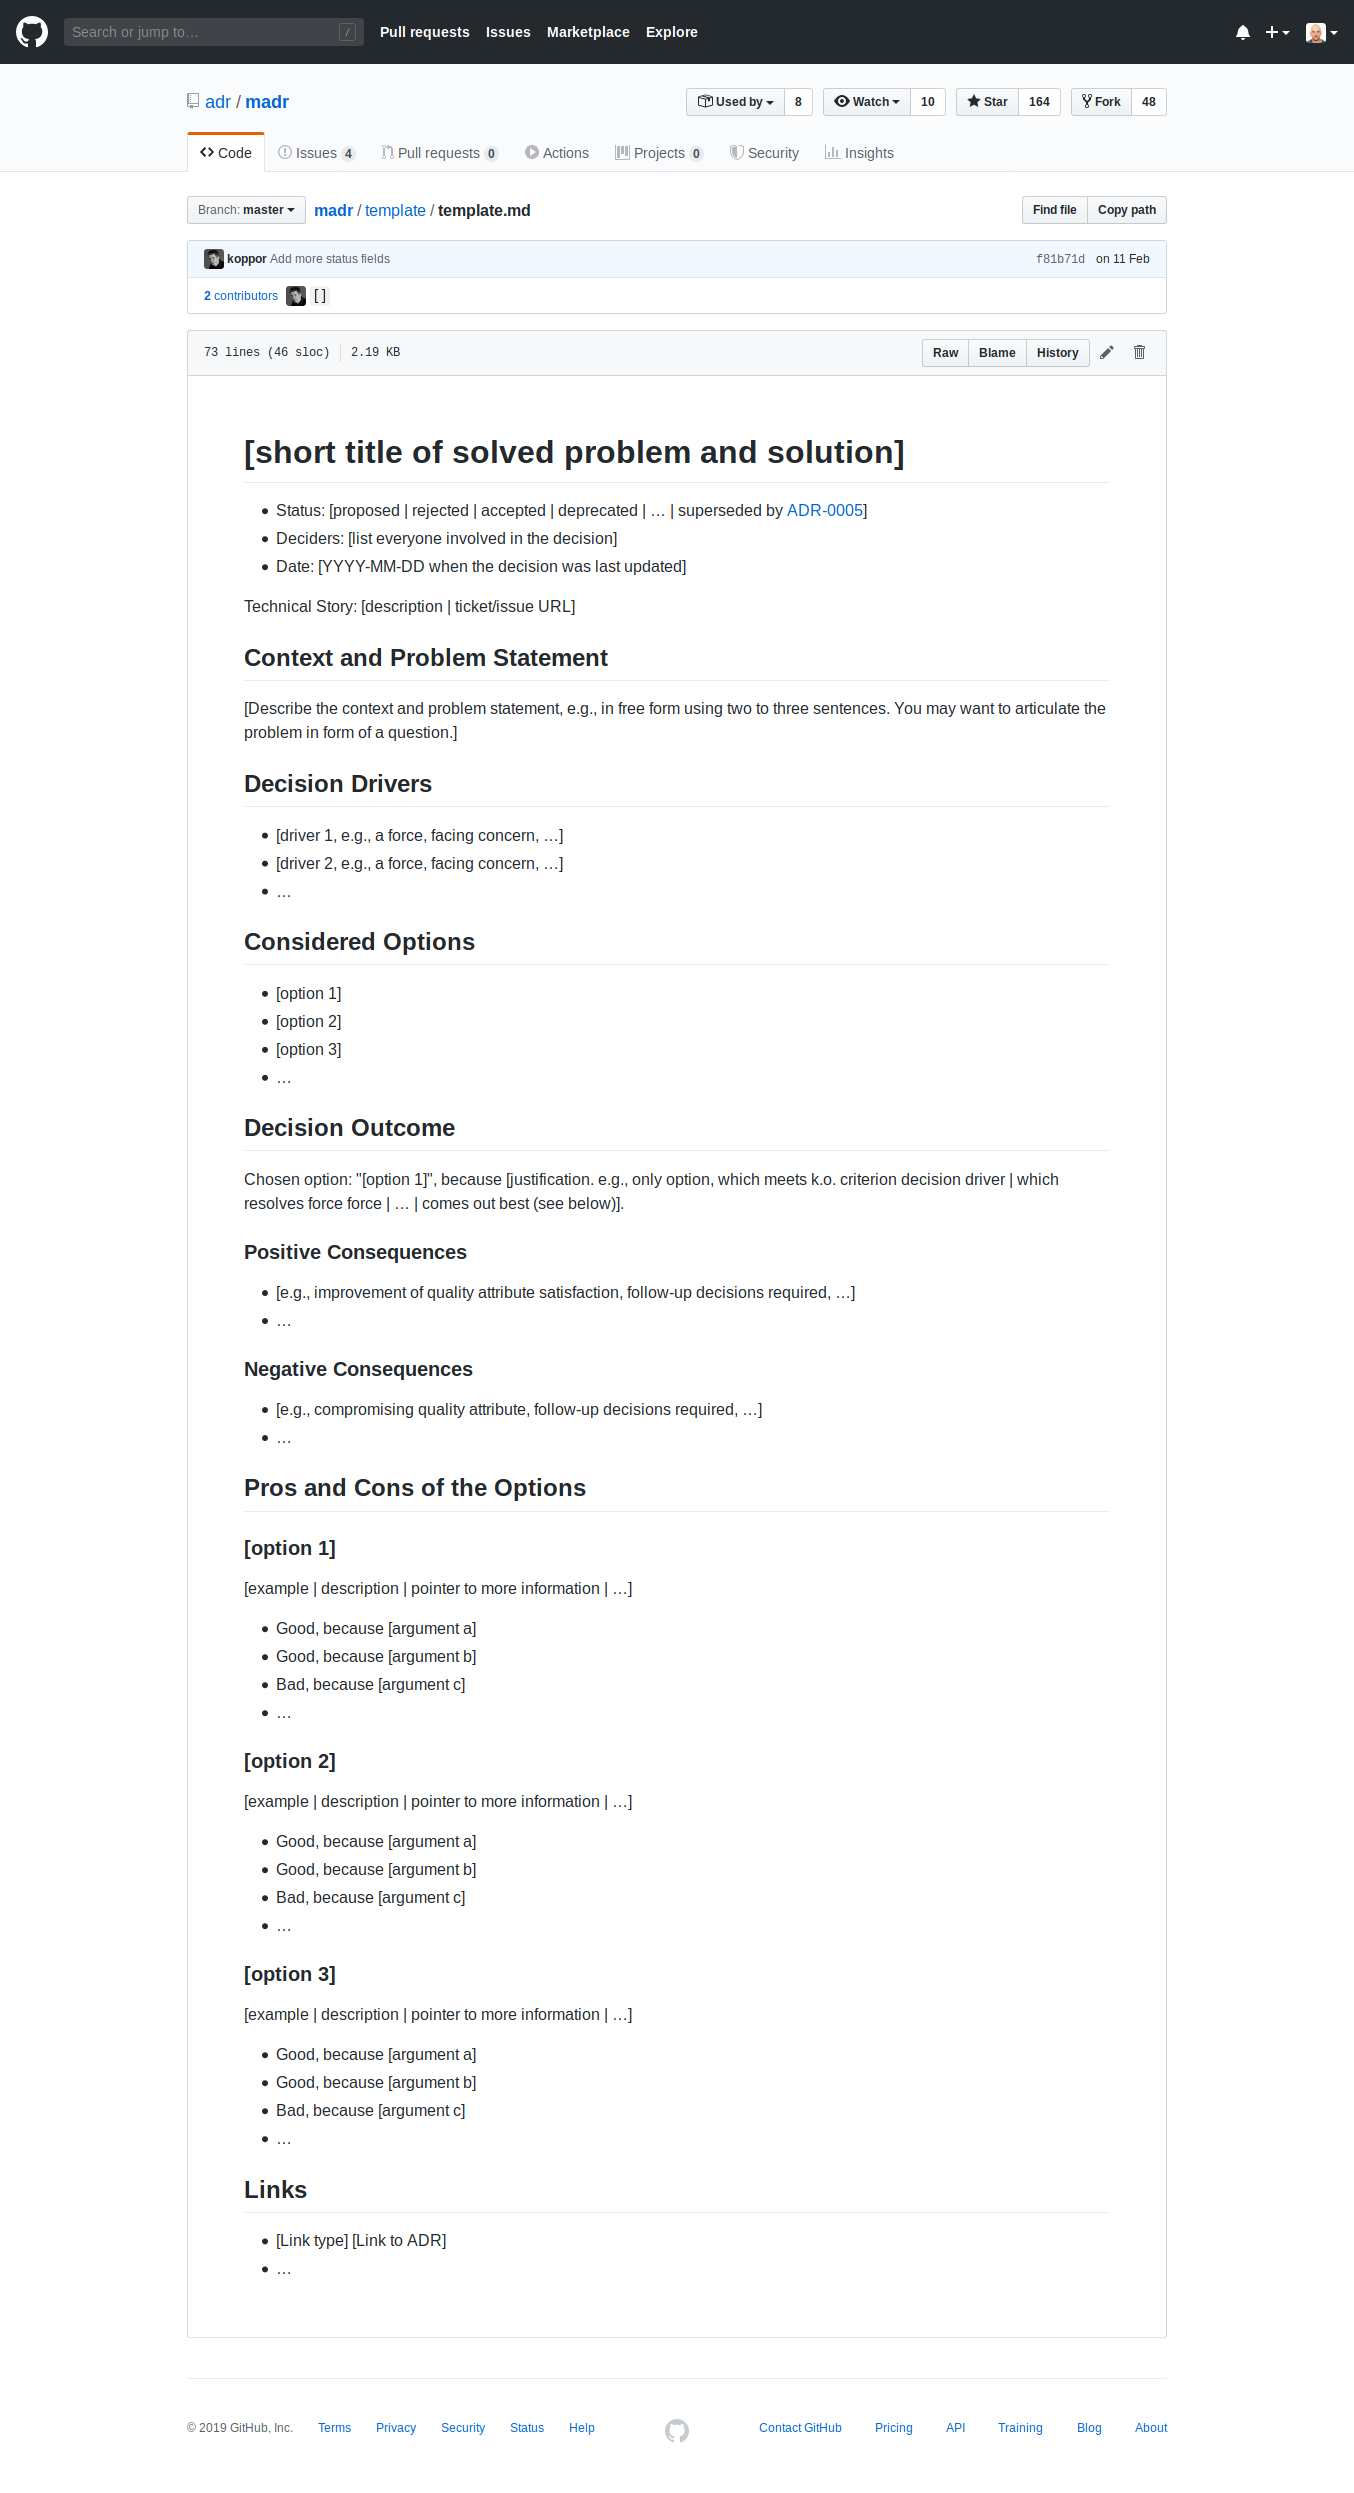 Search or jump to… /
Pull requests Issues Marketplace Explore
adr / madr
Used by 8 Watch 10 Star 164 Fork 48
Code Issues 4 Pull requests 0 Actions Projects 0 Security Insights
Branch: master madr / template / template.md Find file Copy path
koppor Add more status fields f81b71d on 11 Feb
2 contributors []
73 lines (46 sloc) 2.19 KB Raw Blame History
[short title of solved problem and solution]
• Status: [proposed | rejected | accepted | deprecated | … | superseded by ADR-0005]
• Deciders: [list everyone involved in the decision]
• Date: [YYYY-MM-DD when the decision was last updated]
Technical Story: [description | ticket/issue URL]
Context and Problem Statement
[Describe the context and problem statement, e.g., in free form using two to three sentences. You may want to articulate the
problem in form of a question.]
Decision Drivers
• [driver 1, e.g., a force, facing concern, …]
• [driver 2, e.g., a force, facing concern, …]
• …
Considered Options
• [option 1]
• [option 2]
• [option 3]
• …
Decision Outcome
Chosen option: "[option 1]", because [justification. e.g., only option, which meets k.o. criterion decision driver | which
resolves force force | … | comes out best (see below)].
Positive Consequences
• [e.g., improvement of quality attribute satisfaction, follow-up decisions required, …]
• …
Negative Consequences
• [e.g., compromising quality attribute, follow-up decisions required, …]
• …
Pros and Cons of the Options
[option 1]
[example | description | pointer to more information | …]
• Good, because [argument a]
• Good, because [argument b]
• Bad, because [argument c]
• …
[option 2]
[example | description | pointer to more information | …]
• Good, because [argument a]
• Good, because [argument b]
• Bad, because [argument c]
• …
[option 3]
[example | description | pointer to more information | …]
• Good, because [argument a]
• Good, because [argument b]
• Bad, because [argument c]
• …
Links
• [Link type] [Link to ADR]
• …
© 2019 GitHub, Inc. Terms Privacy Security Status Help Contact GitHub Pricing API Training Blog About